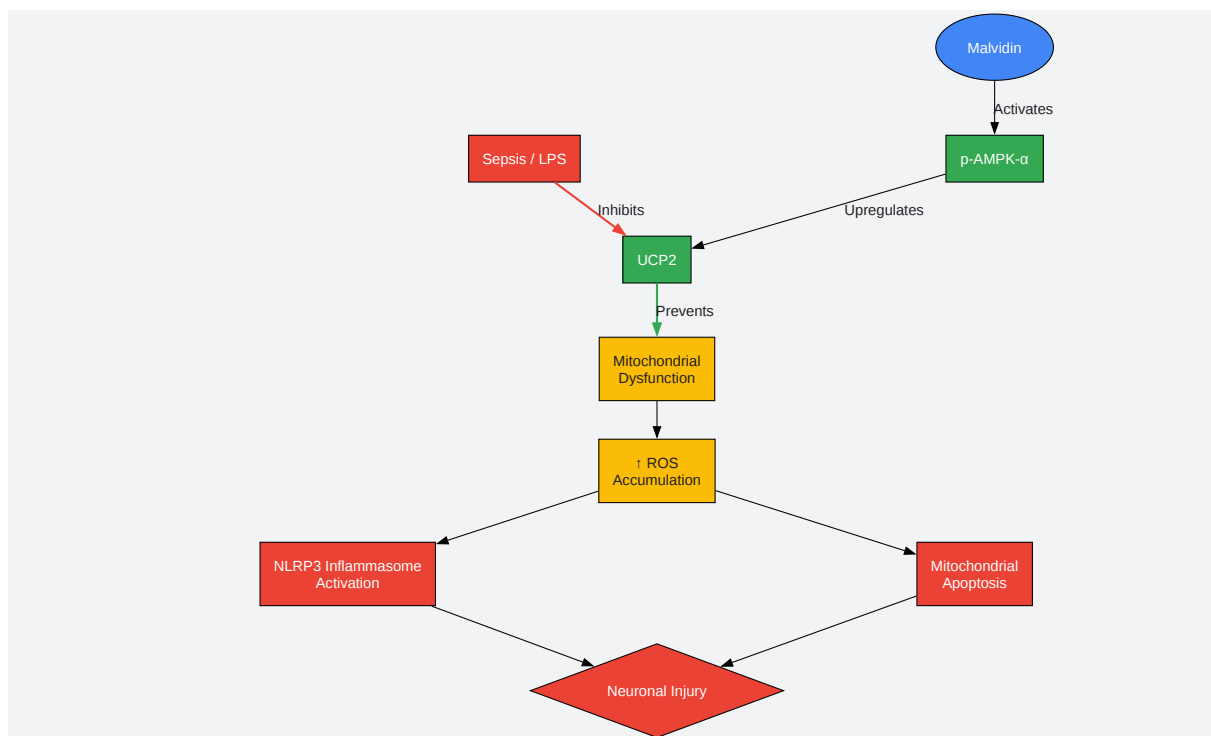 Malvidin
Activates
Sepsis / LPS
p-AMPK-α
Inhibits
Upregulates
UCP2
Prevents
Mitochondrial
Dysfunction
↑ ROS
Accumulation
NLRP3 Inflammasome
Activation
Mitochondrial
Apoptosis
Neuronal Injury